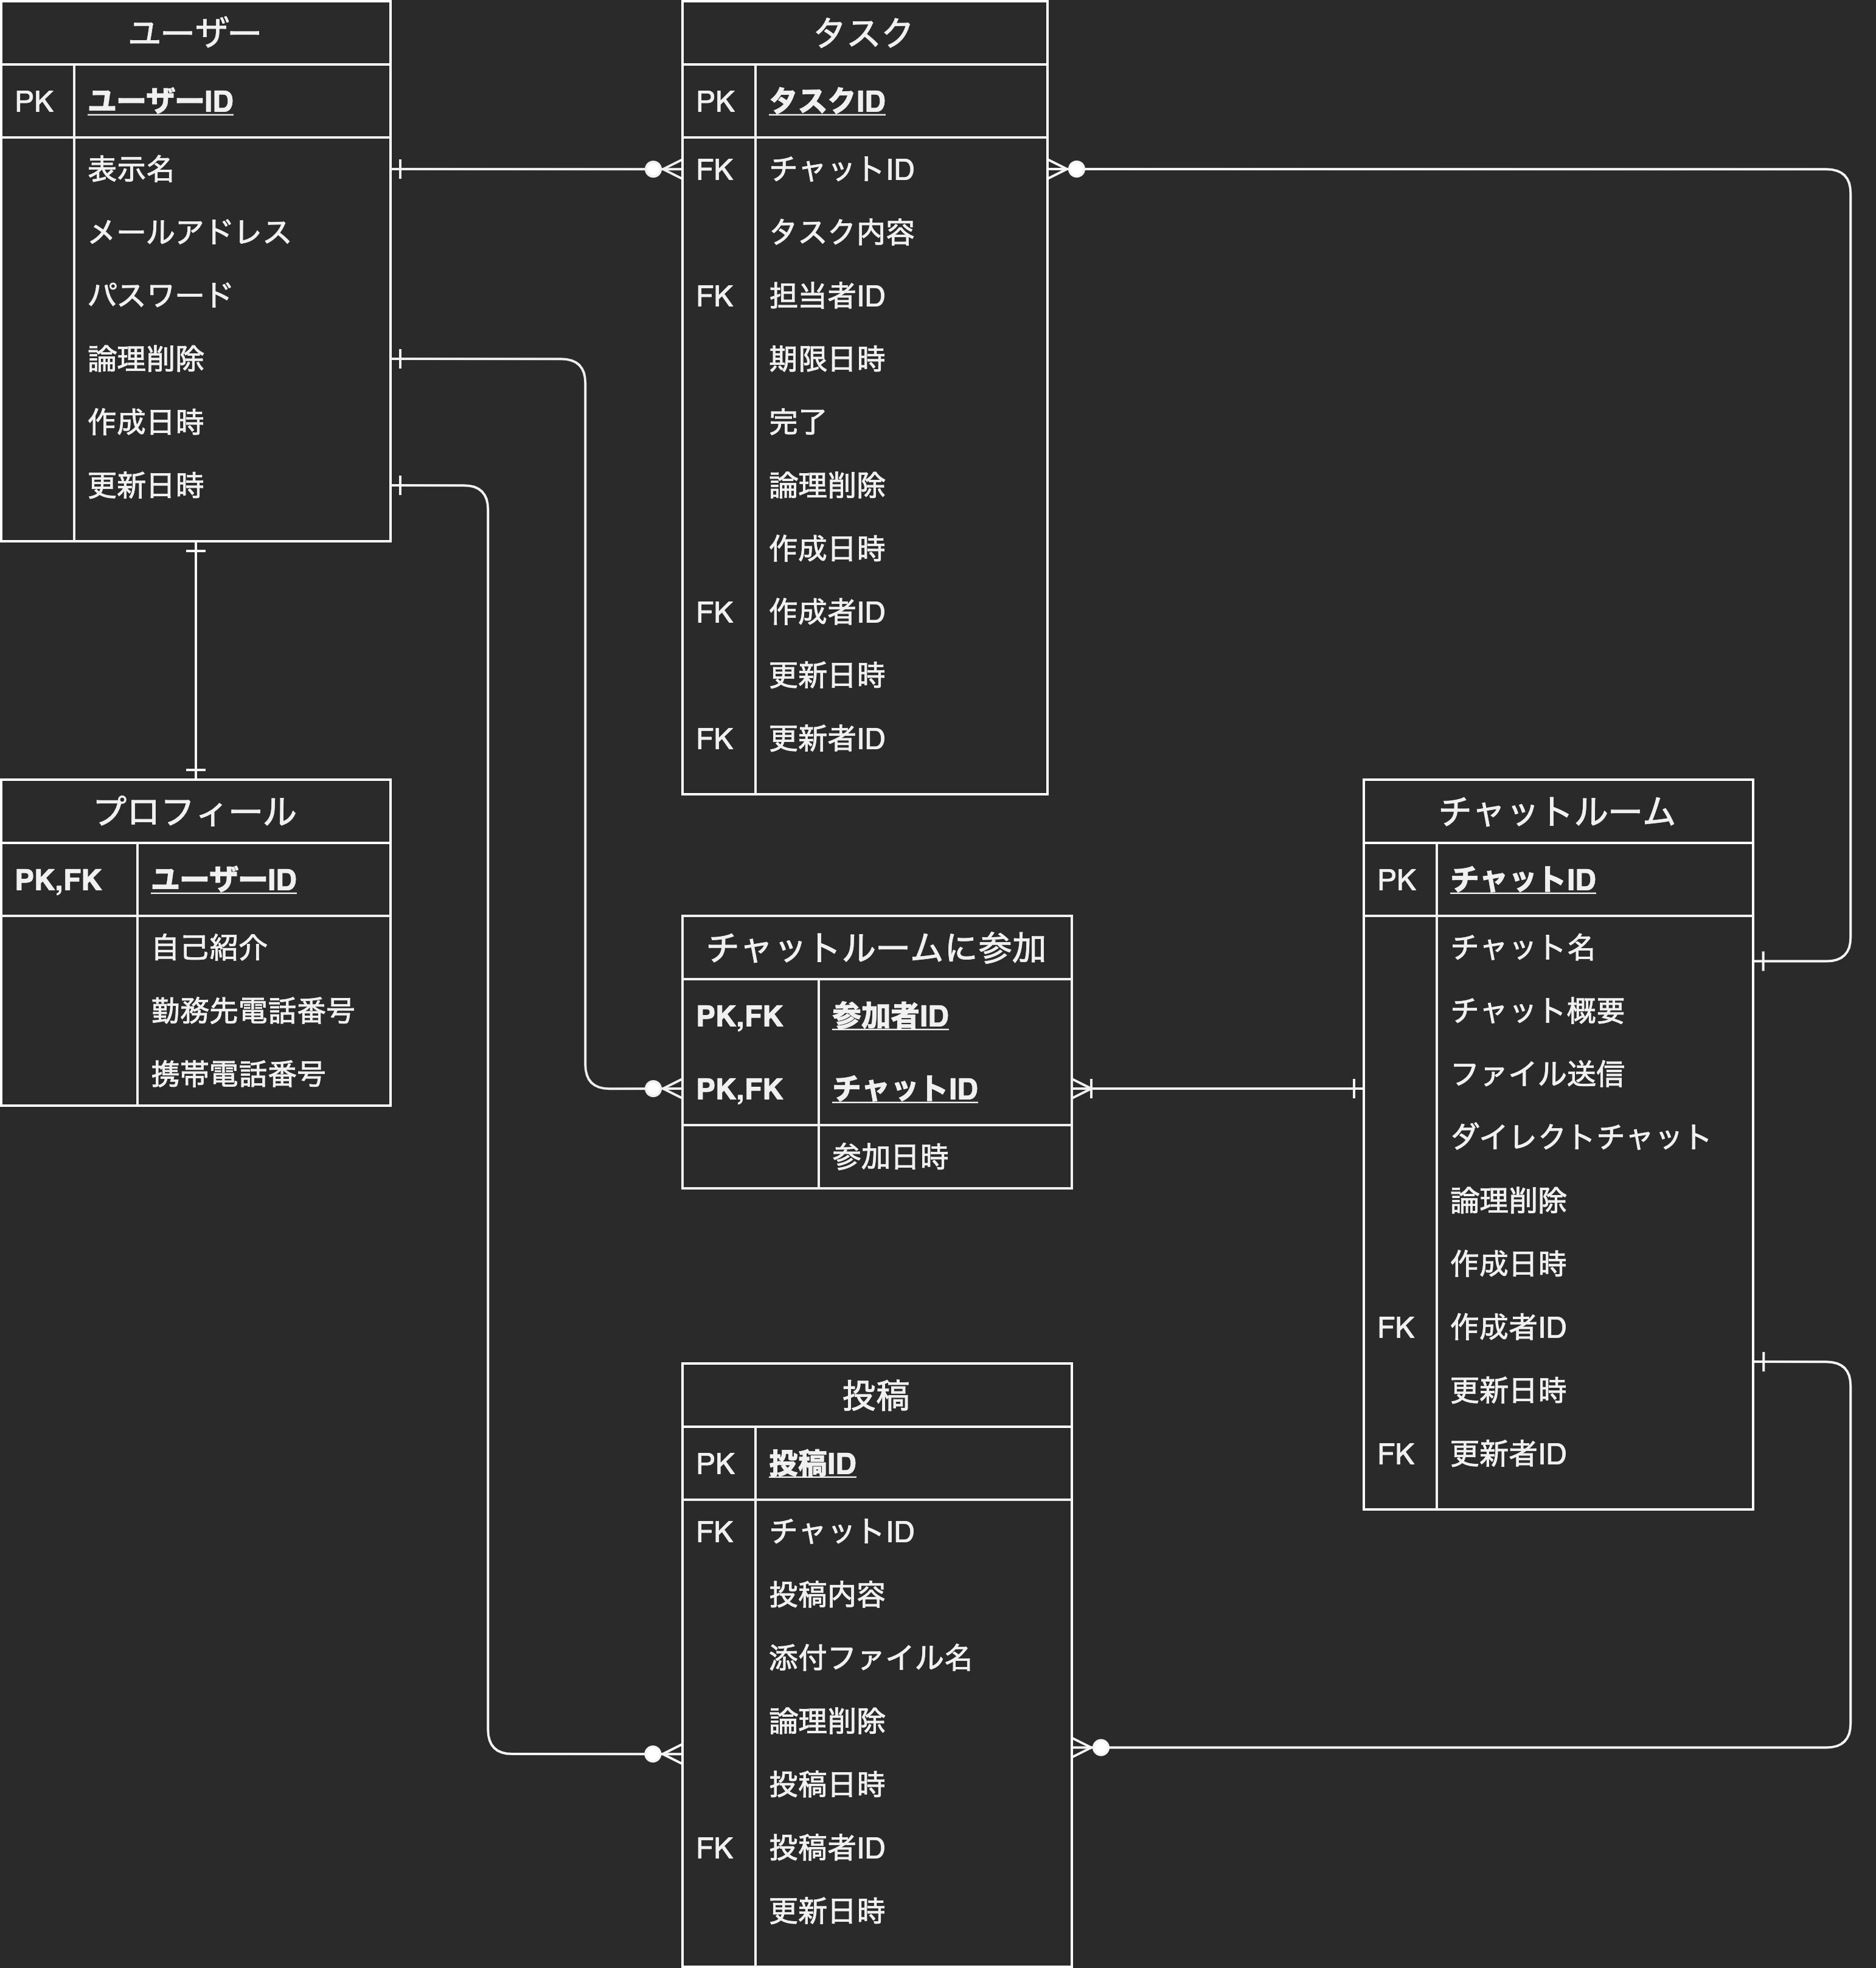 ユーザー
PK ユーザーID
表示名
メールアドレス
パスワード
論理削除
作成日時
更新日時
タスク
PK タスクID
FK チャットID
タスク内容
FK 担当者ID
期限日時
完了
論理削除
作成日時
FK 作成者ID
更新日時
FK 更新者ID
プロフィール
PK,FK ユーザーID
自己紹介
勤務先電話番号
携帯電話番号
チャットルームに参加
PK,FK 参加者ID
PK,FK チャットID
参加日時
チャットルーム
PK チャットID
チャット名
チャット概要
ファイル送信
ダイレクトチャット
論理削除
作成日時
FK 作成者ID
更新日時
FK 更新者ID
投稿
PK 投稿ID
FK チャットID
投稿内容
添付ファイル名
論理削除
投稿日時
FK 投稿者ID
更新日時